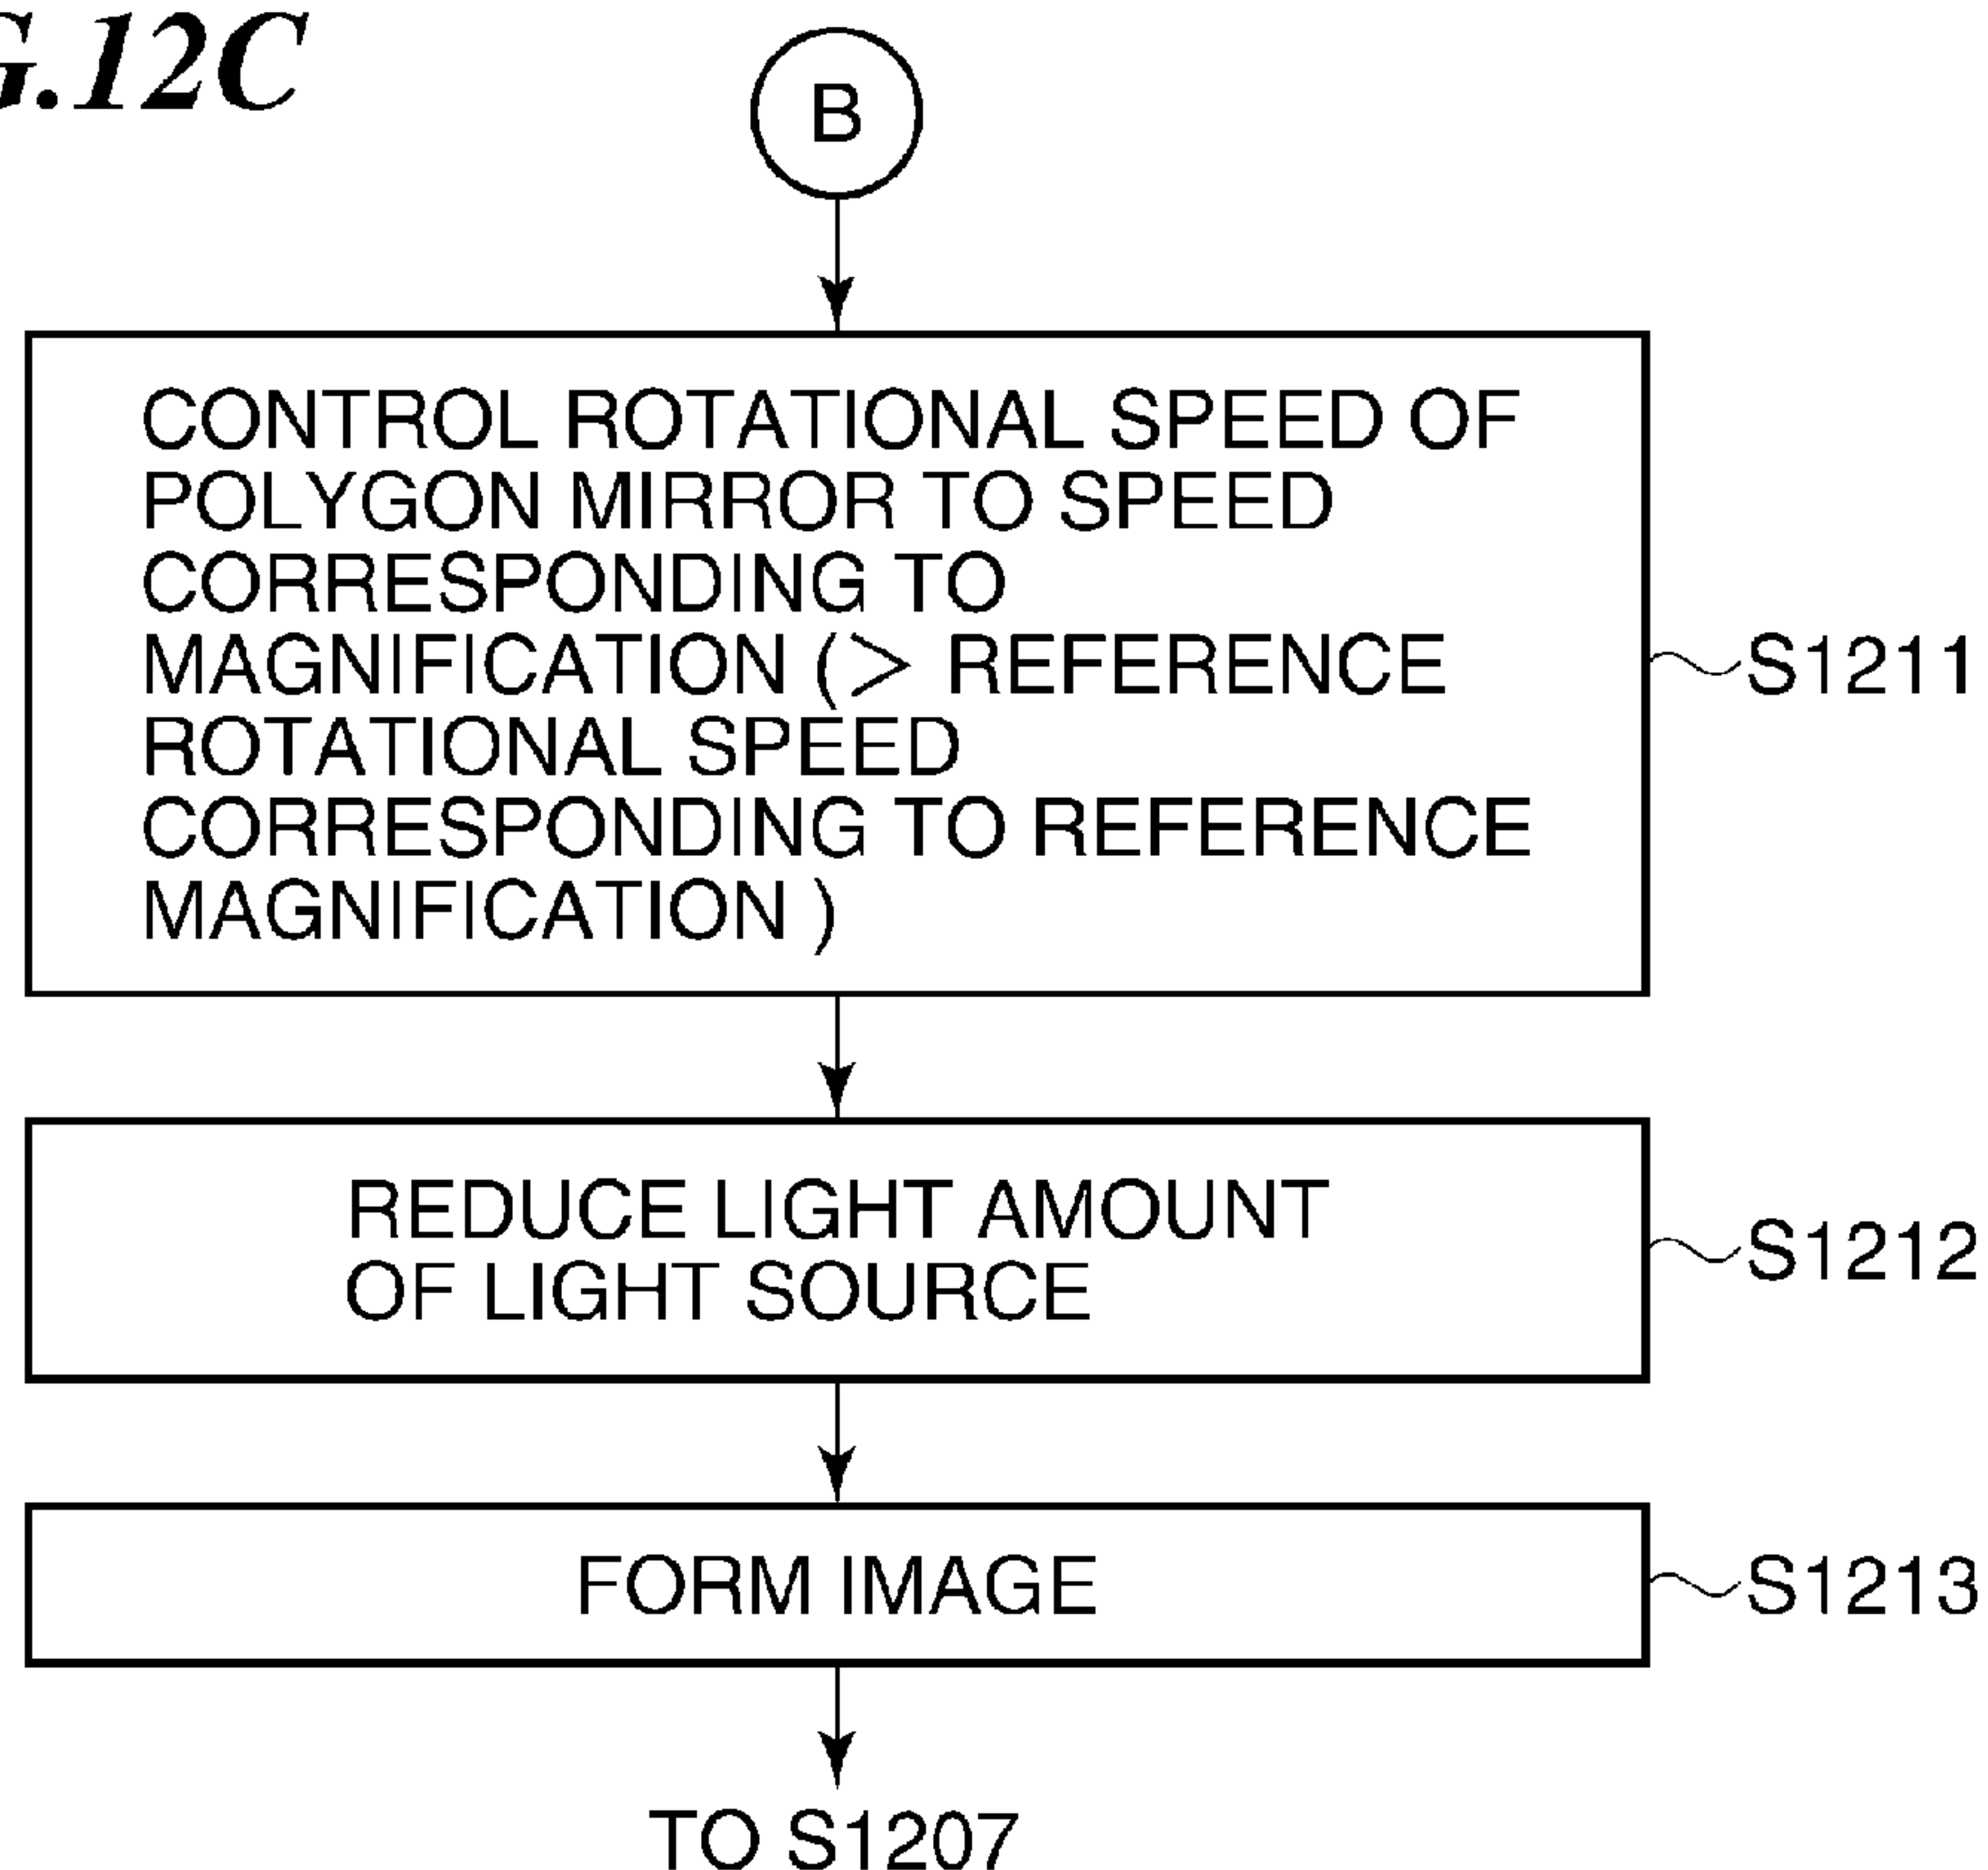 G.12C
B
CONTROL ROTATIONAL SPEED OF
POLYGON MIRROR TO SPEED
CORRESPONDING TO
MAGNIFICATION (> REFERENCE
ROTATIONAL SPEED
CORRESPONDING TO REFERENCE
MAGNIFICATION )
S1211
REDUCE LIGHT AMOUNT
OF LIGHT SOURCE
S1212
FORM IMAGE
S1213
TO S1207